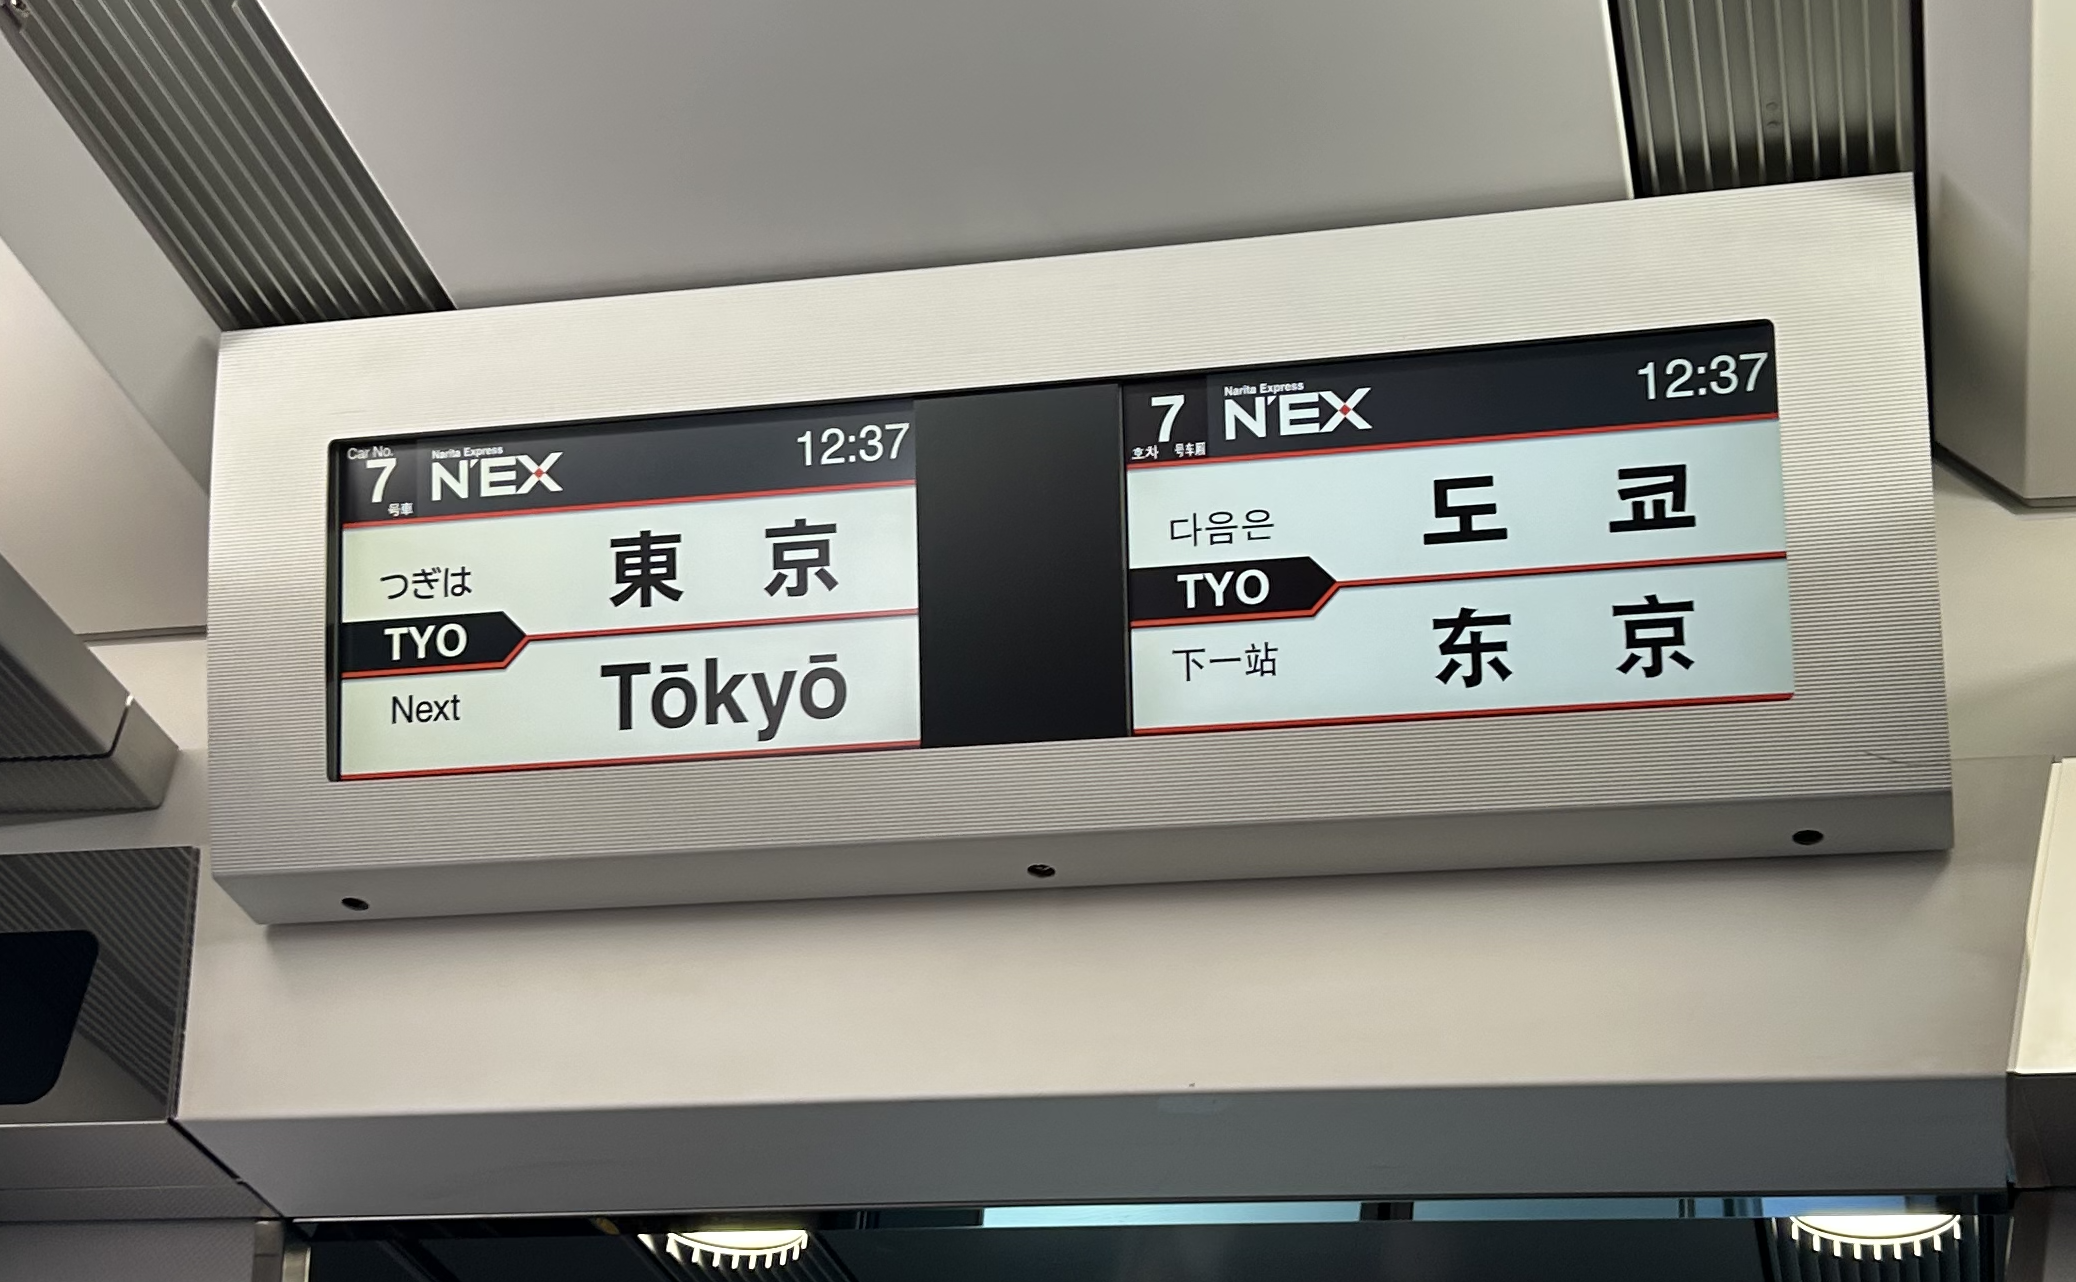 Car No.
7
号車
Narita Express
N'EX
12:37
つぎは
東京
TYO
Next
Tōkyō
7
호차 号车厢
Narita Express
N'EX
12:37
다음은
도쿄
TYO
下一站
东京